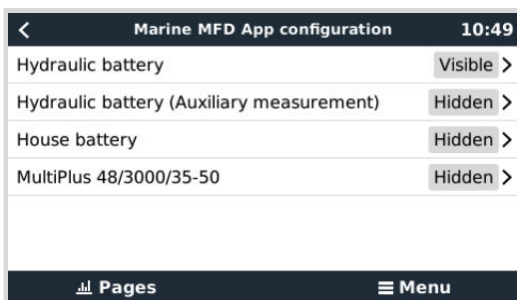 Marine MFD App configuration 10:49
Hydraulic battery Visible
Hydraulic battery (Auxiliary measurement) Hidden
House battery Hidden
MultiPlus 48/3000/35-50 Hidden
Pages Menu